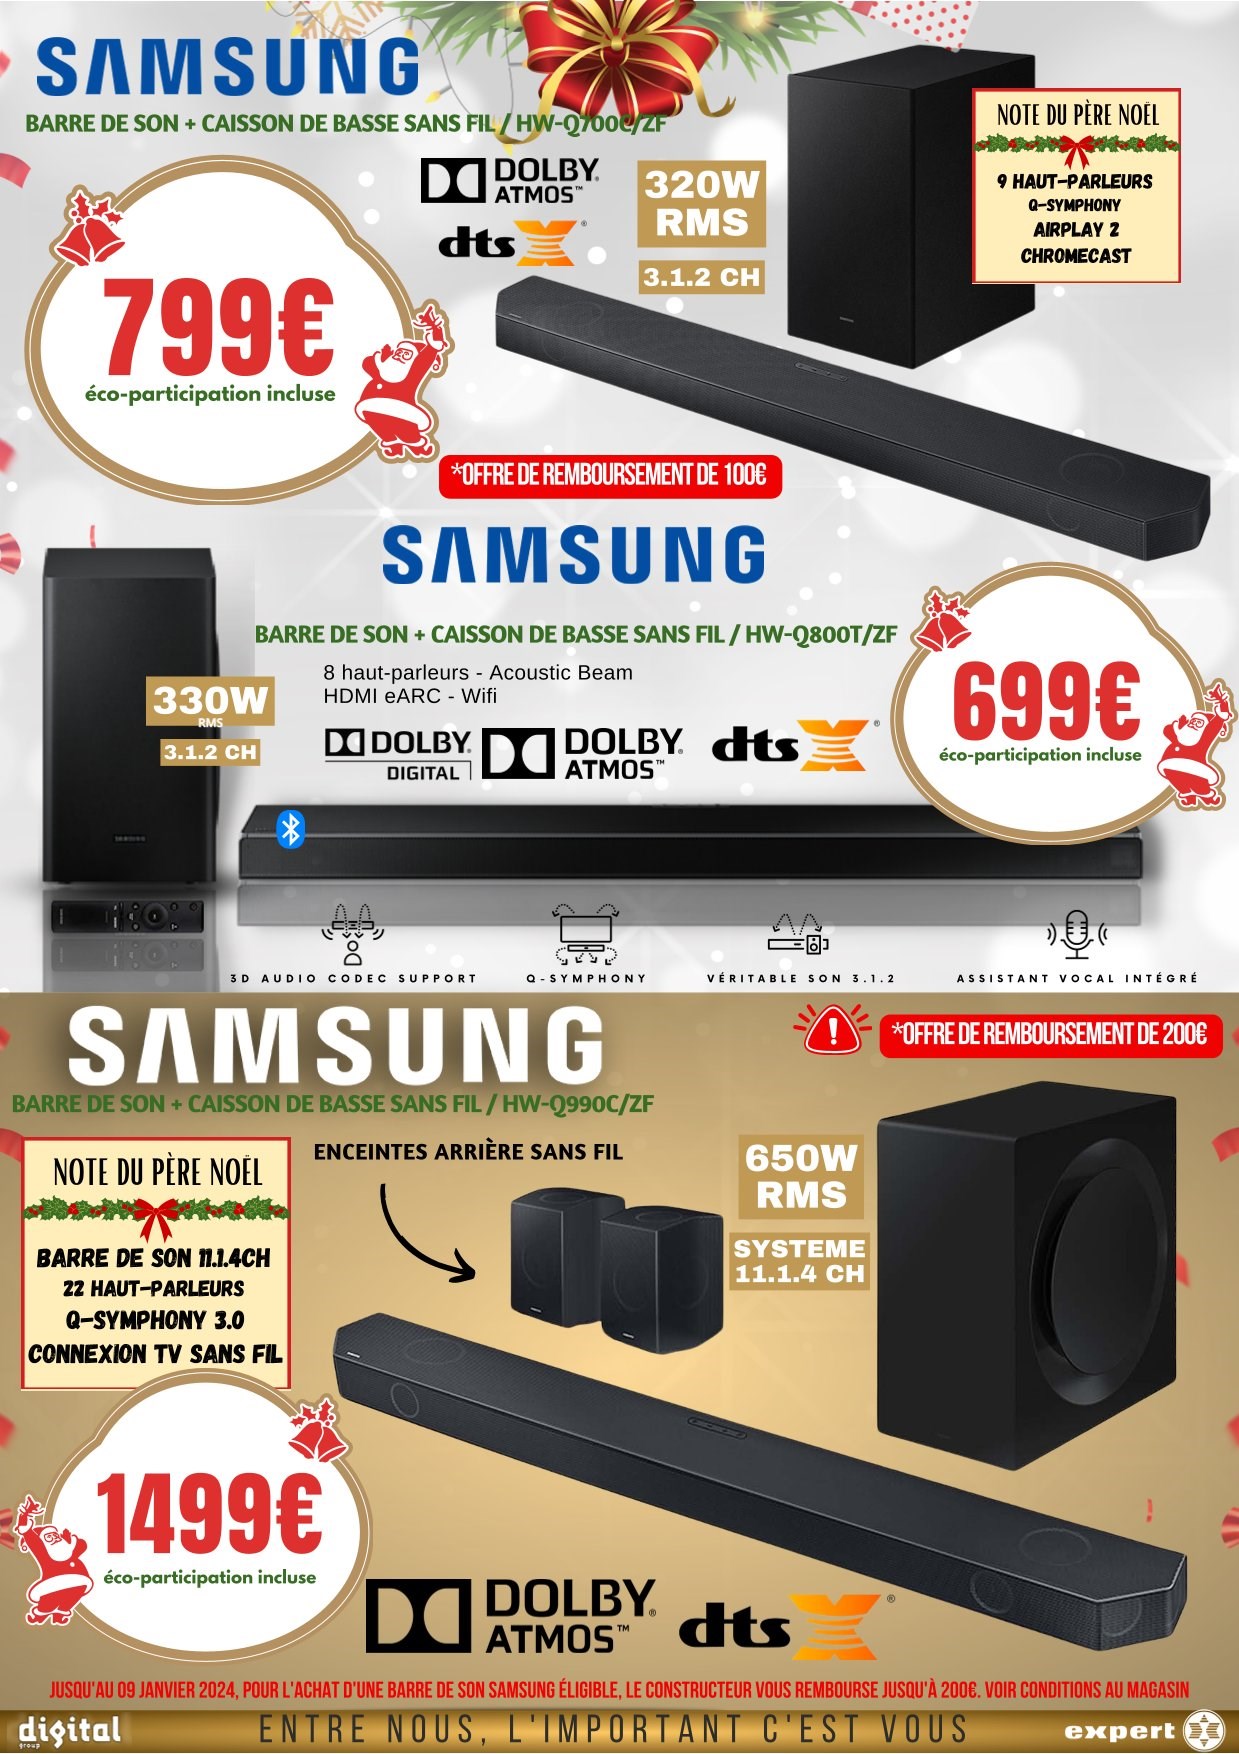 SAMSUNG
BARRE DE SON + CAISSON DE BASSE SANS FIL / HW-Q700C/ZF
DOLBY
ATMOS™
dts X®
320W
RMS
3.1.2 CH
NOTE DU PÈRE NOËL
9 HAUT-PARLEURS
Q-SYMPHONY
AIRPLAY 2
CHROMECAST
799€
éco-participation incluse
*OFFRE DE REMBOURSEMENT DE 100€
SAMSUNG
BARRE DE SON + CAISSON DE BASSE SANS FIL / HW-Q800T/ZF
8 haut-parleurs - Acoustic Beam
HDMI eARC - Wifi
330W
RMS
3.1.2 CH
DOLBY
DIGITAL
DOLBY
ATMOS™
dts X®
699€
éco-participation incluse
SAMSUNG
3D AUDIO CODEC SUPPORT
Q-SYMPHONY
VÉRITABLE SON 3.1.2
ASSISTANT VOCAL INTÉGRÉ
SAMSUNG
*OFFRE DE REMBOURSEMENT DE 200€
BARRE DE SON + CAISSON DE BASSE SANS FIL / HW-Q990C/ZF
NOTE DU PÈRE NOËL
BARRE DE SON 11.1.4CH
22 HAUT-PARLEURS
Q-SYMPHONY 3.0
CONNEXION TV SANS FIL
ENCEINTES ARRIÈRE SANS FIL
650W
RMS
SYSTEME
11.1.4 CH
1499€
éco-participation incluse
DOLBY®
ATMOS™
dts X®
JUSQU'AU 09 JANVIER 2024, POUR L'ACHAT D'UNE BARRE DE SON SAMSUNG ÉLIGIBLE, LE CONSTRUCTEUR VOUS REMBOURSE JUSQU'À 200€. VOIR CONDITIONS AU MAGASIN
digital
group
ENTRE NOUS, L'IMPORTANT C'EST VOUS
expert